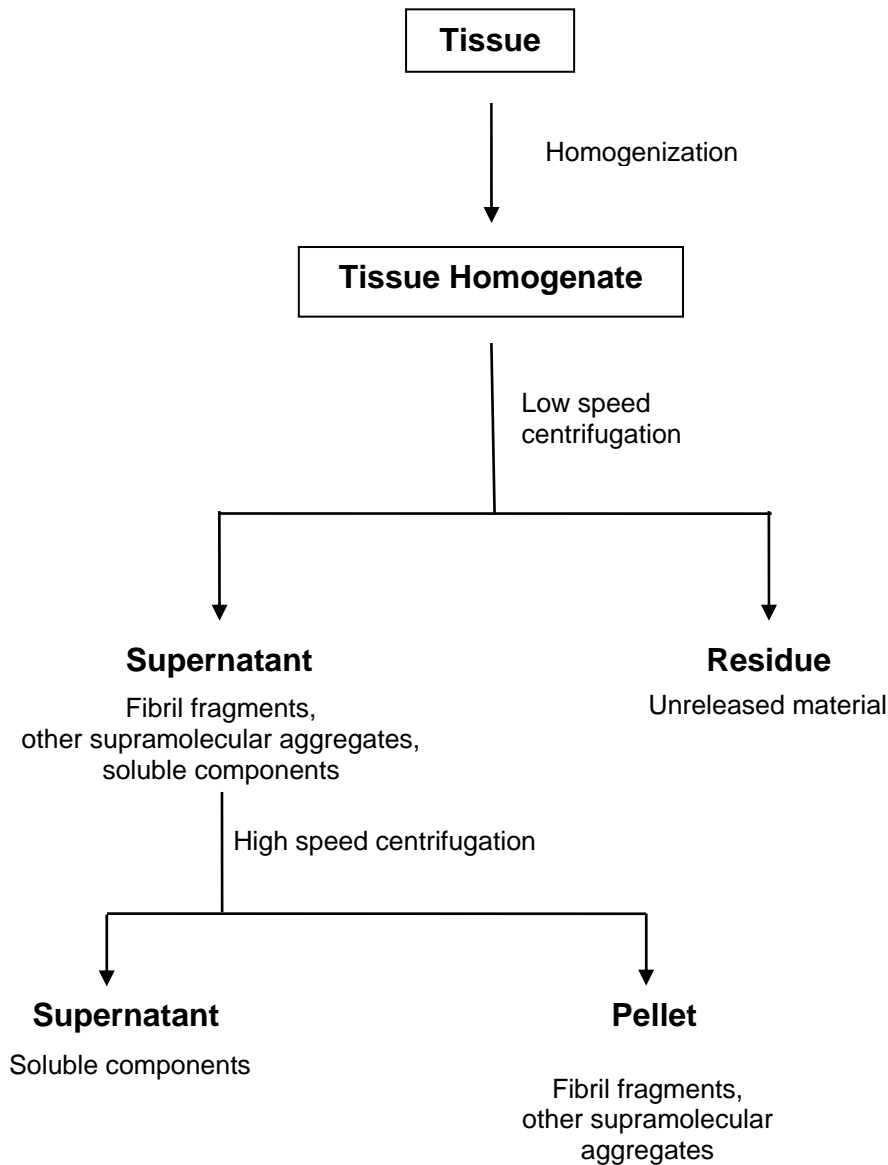 Tissue
Homogenization
Tissue Homogenate
Low speed
centrifugation
Supernatant
Fibril fragments,
other supramolecular aggregates,
soluble components
Residue
Unreleased material
High speed centrifugation
Supernatant
Soluble components
Pellet
Fibril fragments,
other supramolecular
aggregates